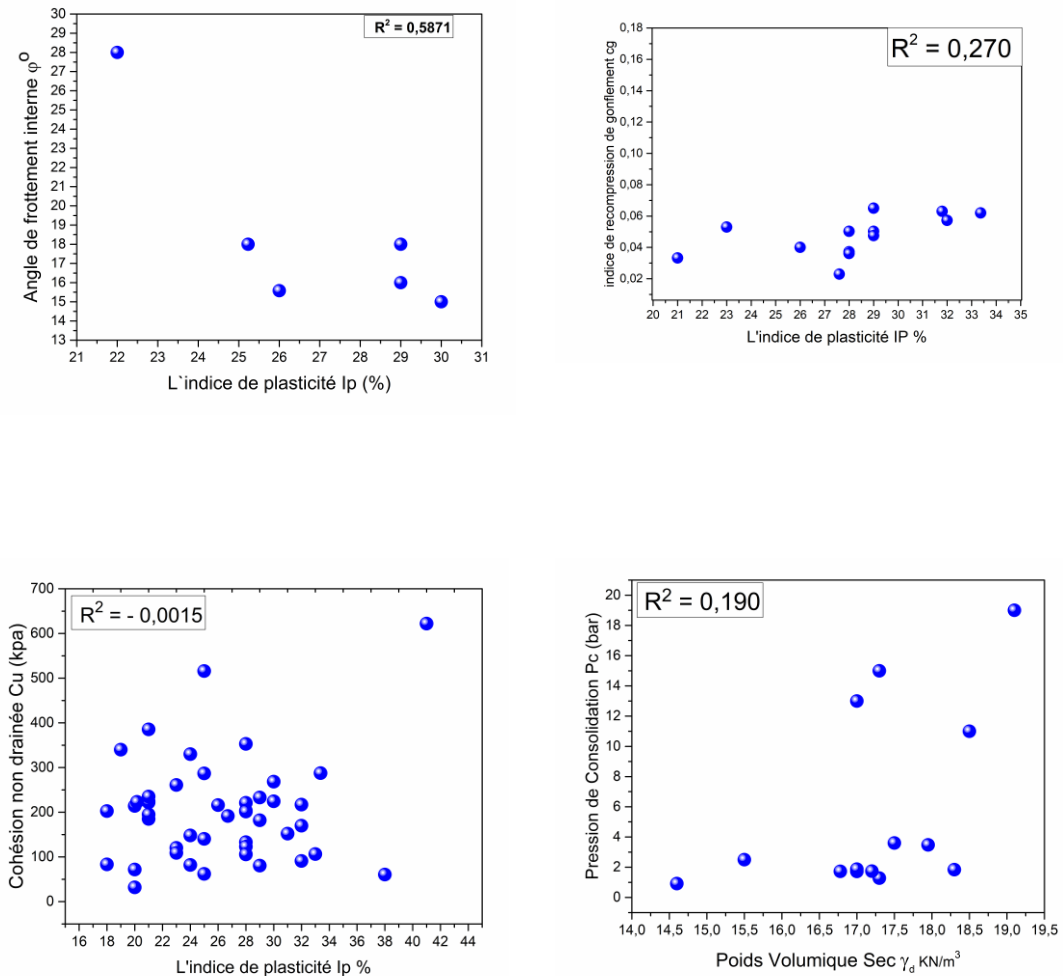 R² = 0,5871
Angle de frottement interne φº
30
29
28
27
26
25
24
23
22
21
20
19
18
17
16
15
14
13
21 22 23 24 25 26 27 28 29 30 31
L`indice de plasticité Ip (%)
R² = 0,270
indice de recompression de gonflement cg
0,18
0,16
0,14
0,12
0,10
0,08
0,06
0,04
0,02
20 21 22 23 24 25 26 27 28 29 30 31 32 33 34 35
L'indice de plasticité IP %
R² = - 0,0015
Cohésion non drainée Cu (kpa)
700
600
500
400
300
200
100
0
16 18 20 22 24 26 28 30 32 34 36 38 40 42 44
L'indice de plasticité Ip %
R² = 0,190
Pression de Consolidation Pc (bar)
20
18
16
14
12
10
8
6
4
2
0
14,0 14,5 15,0 15,5 16,0 16,5 17,0 17,5 18,0 18,5 19,0 19,5
Poids Volumique Sec γd KN/m³